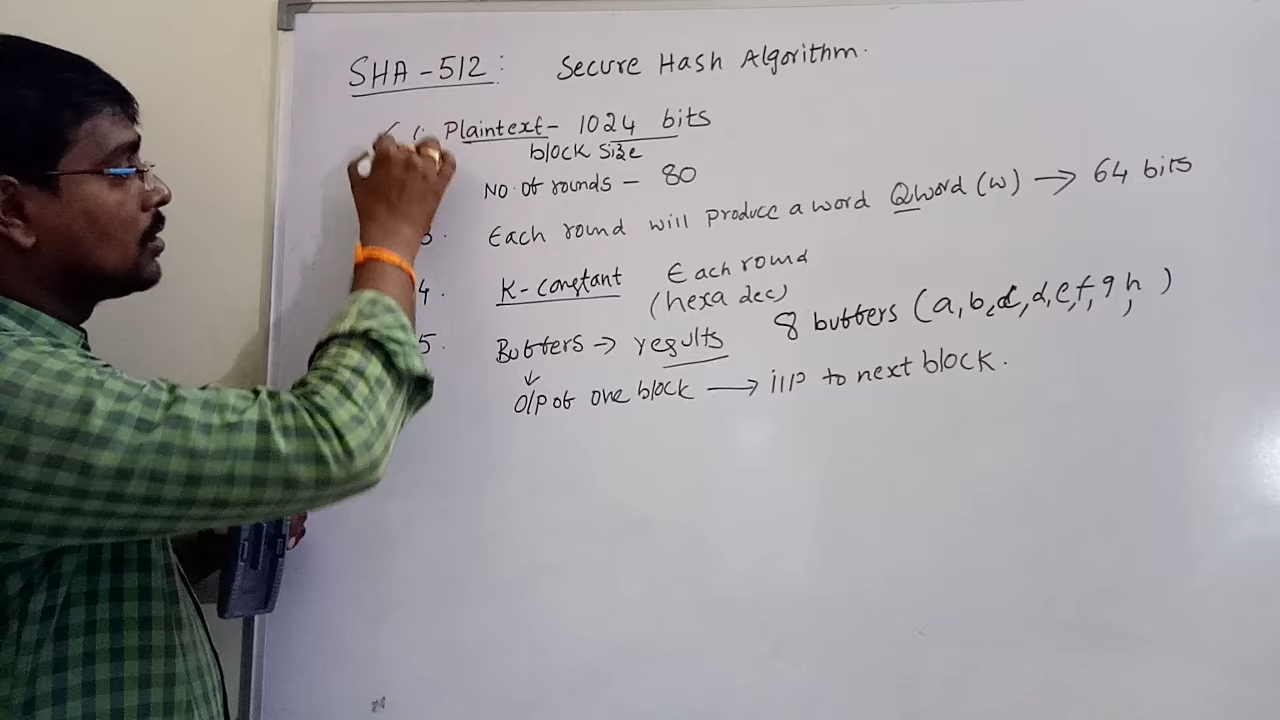 SHA-512: Secure Hash Algorithm.
1. Plaintext - 1024 bits
block size
No. of rounds - 80
3. Each round will produce a word Qword (w) → 64 bits
4. K-constant Each round
(hexa dec)
5. Buffers → results 8 buffers (a, b, c, d, e, f, g, h)
↓
O/P of one block → i/p to next block.